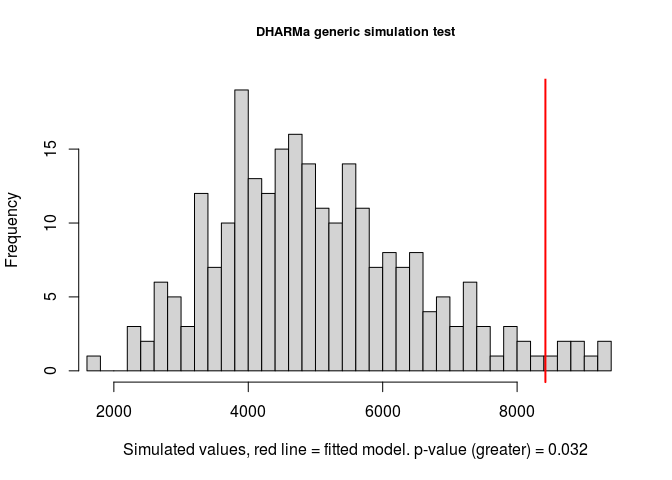 DHARMa generic simulation test
Frequency
15
10
5
0
2000 4000 6000 8000
Simulated values, red line = fitted model. p-value (greater) = 0.032